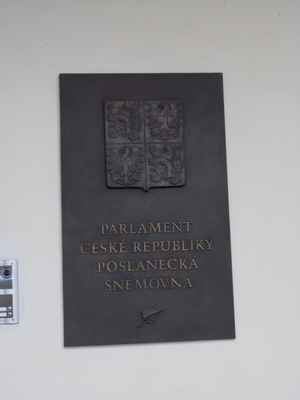 PARLAMENT
ČESKÉ REPUBLIKY
POSLANECKÁ
SNĚMOVNA